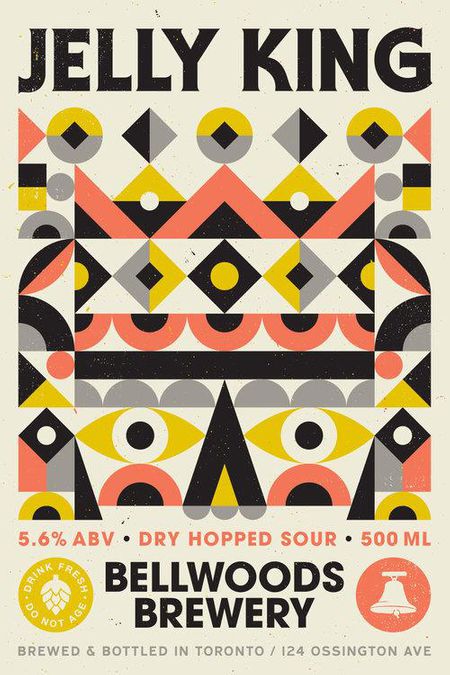 JELLY KING
5.6% ABV • DRY HOPPED SOUR • 500 ML
DRINK FRESH
DO NOT AGE
BELLWOODS
BREWERY
BREWED & BOTTLED IN TORONTO / 124 OSSINGTON AVE